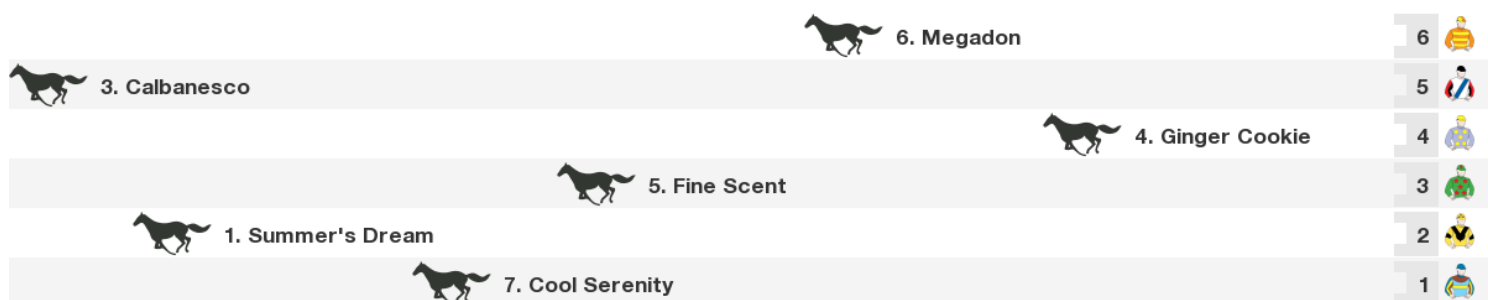 6. Megadon 6
3. Calbanesco 5
4. Ginger Cookie 4
5. Fine Scent 3
1. Summer's Dream 2
7. Cool Serenity 1